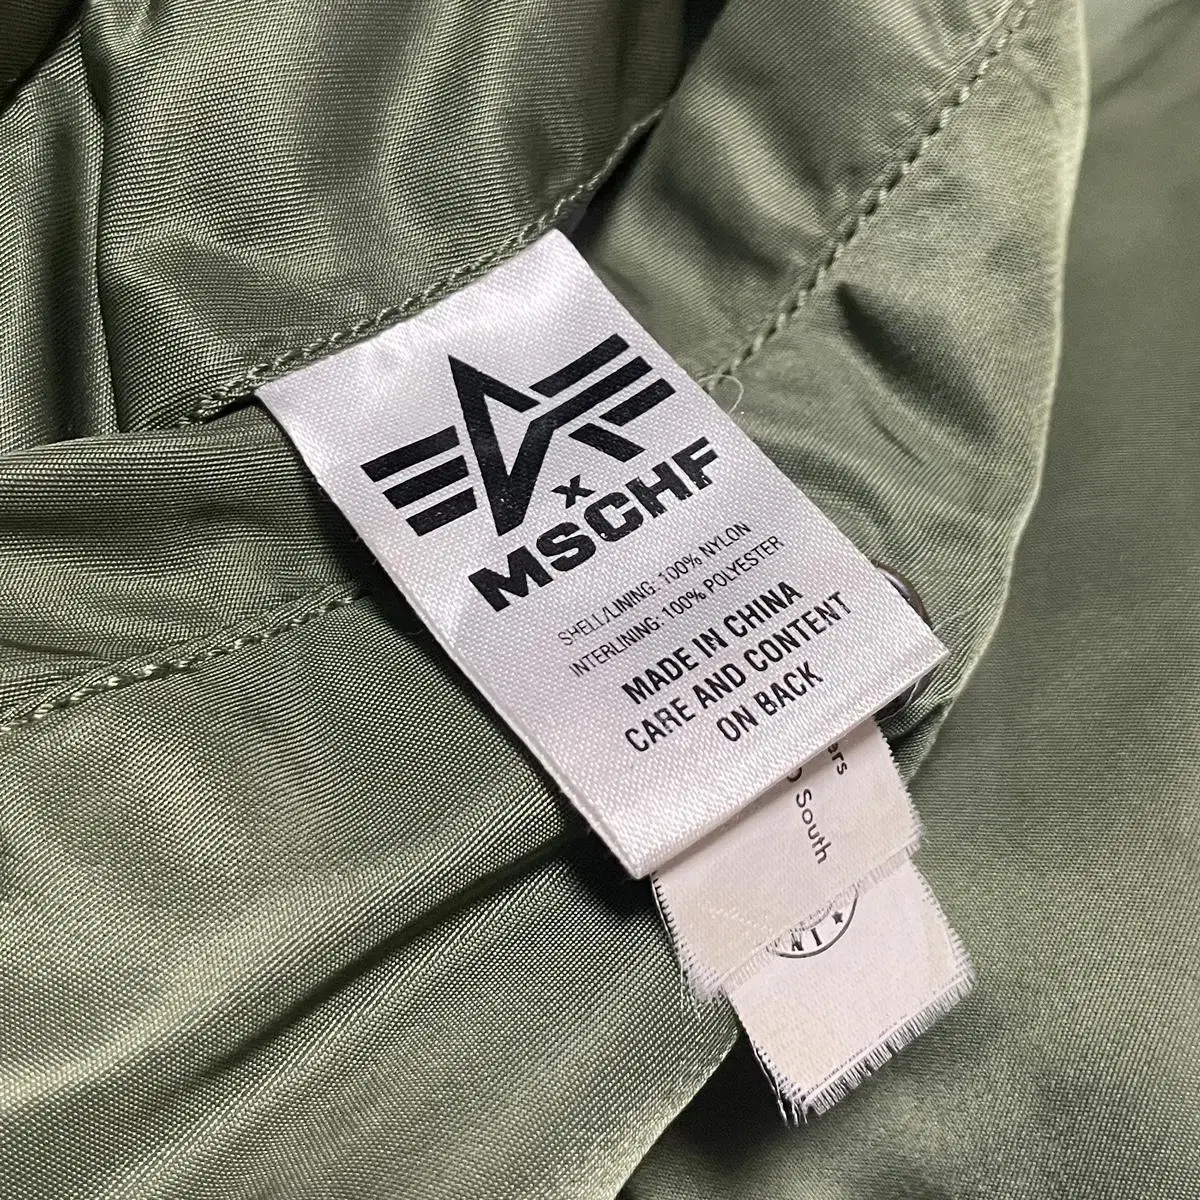 x
MSCHF
SHELL/LINING: 100% NYLON
INTERLINING: 100% POLYESTER
MADE IN CHINA
CARE AND CONTENT
ON BACK
South